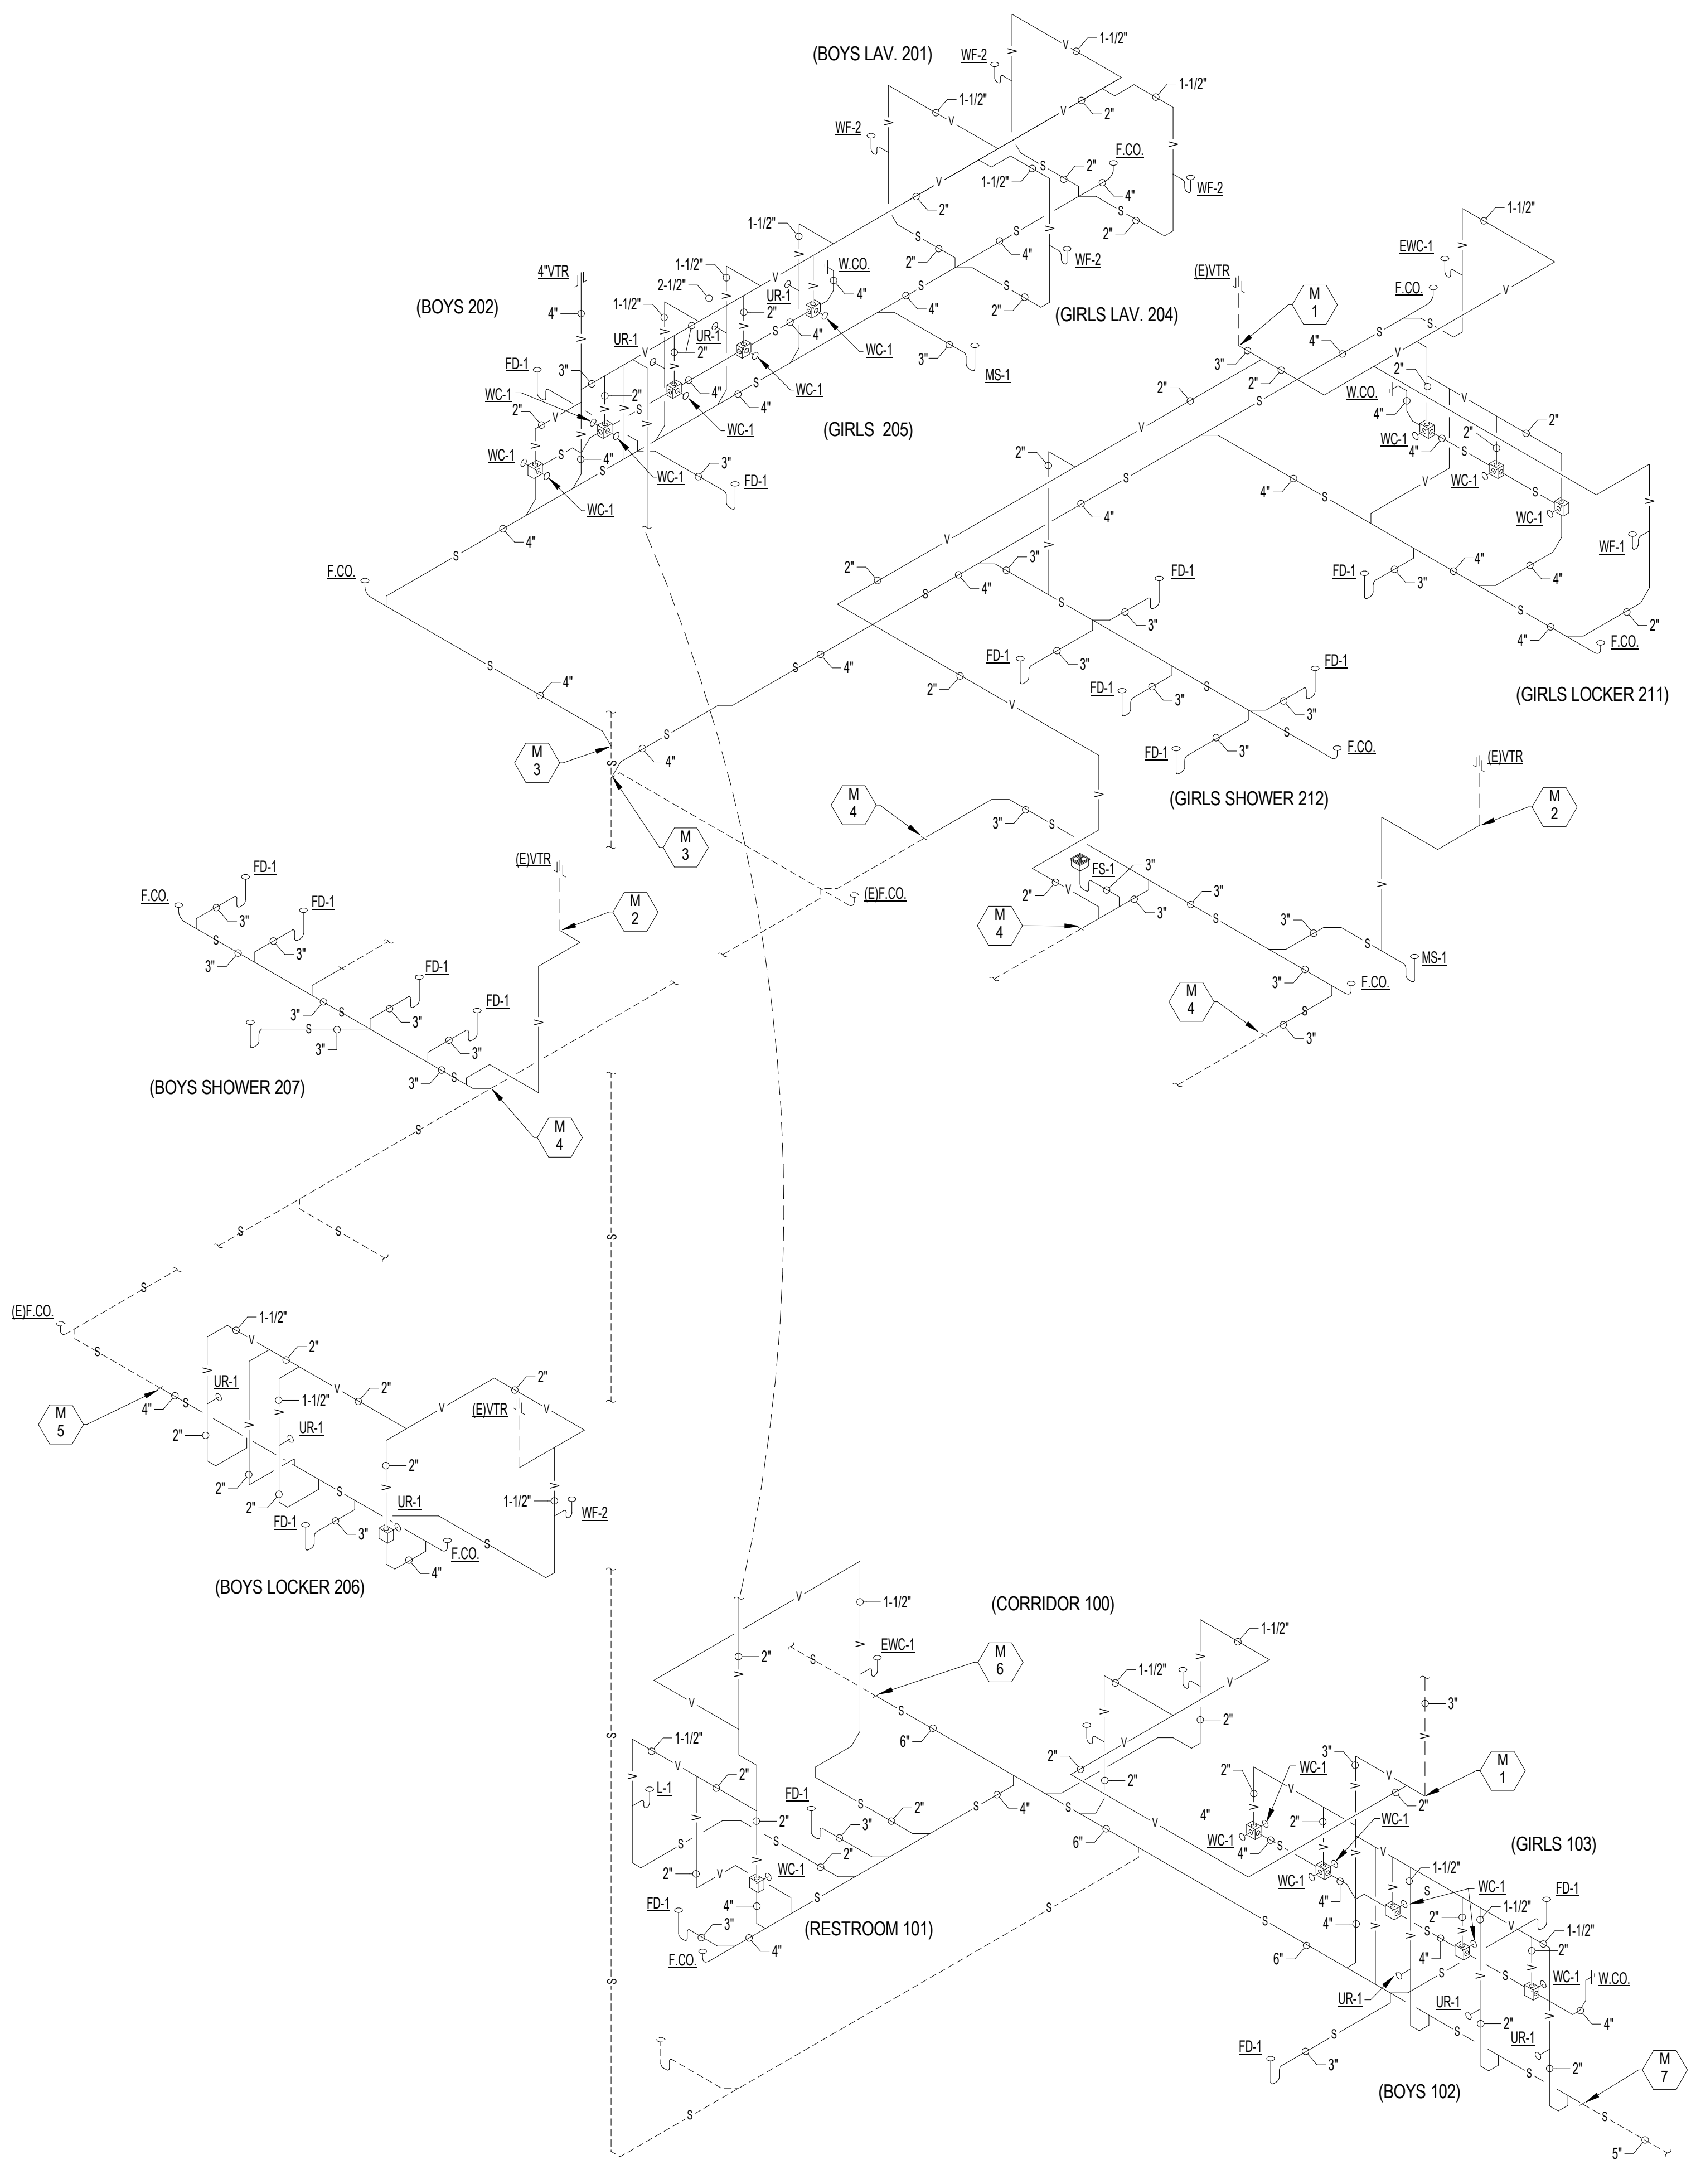 1-1/2"
V
V
(BOYS LAV. 201)
WF-2
1-1/2"
1-1/2"
V
2"
V
V
WF-2
V
V
F.CO.
S
2"
1-1/2"
4"
WF-2
V
2"
S
2"
1-1/2"
S
2"
1-1/2"
EWC-1
V
S
4"
V
2"
WF-2
S
2"
(GIRLS LAV. 204)
(E)VTR
M
1
F.CO.
S
V
4"VTR
4"
(BOYS 202)
1-1/2"
2-1/2"
1-1/2"
V
V
W.CO.
4"
UR-1
2"
S
4"
4"
WC-1
UR-1
UR-1
2"
V
3"
FD-1
WC-1
2"
V
2"
4"
S
4"
WC-1
WC-1
3"
MS-1
S
WC-1
S
4"
S
WC-1
WC-1
3"
FD-1
(GIRLS 205)
3"
2"
4"
S
V
2"
V
2"
S
W.CO.
4"
WC-1
4"
S
2"
V
2"
WC-1
S
WC-1
V
WF-1
2"
V
4"
S
V
S
4"
S
4"
F.CO.
V
2"
S
4"
3"
S
FD-1
3"
FD-1
3"
FD-1
3"
4"
4"
S
4"
2"
F.CO.
(GIRLS LOCKER 211)
S
4"
S
4"
2"
V
FD-1
3"
S
FD-1
3"
FD-1
3"
S
F.CO.
(GIRLS SHOWER 212)
M
3
S
S
4"
M
3
M
4
3"
S
V
(E)VTR
M
2
FS-1
3"
2"
V
3"
M
4
3"
S
V
3"
S
MS-1
3"
F.CO.
S
3"
M
4
(E)F.CO.
(E)VTR
M
2
FD-1
F.CO.
3"
FD-1
S
3"
3"
FD-1
3"
S
3"
FD-1
S
3"
3"
3"
S
V
(BOYS SHOWER 207)
M
4
S
S
S
S
S
(E)F.CO.
S
1-1/2"
V
2"
V
UR-1
V
2"
1-1/2"
4"
S
M
5
2"
UR-1
V
2"
2"
V
2"
(E)VTR
V
2"
V
V
S
1-1/2"
WF-2
FD-1
3"
UR-1
S
F.CO.
4"
(BOYS LOCKER 206)
V
1-1/2"
(CORRIDOR 100)
2"
V
V
EWC-1
S
M
6
V
S
6"
1-1/2"
V
1-1/2"
V
V
2"
V
2"
2"
S
S
1-1/2"
V
L-1
V
2"
V
2"
FD-1
3"
S
2"
S
4"
S
S
2"
2"
V
V
WC-1
4"
S
FD-1
3"
4"
F.CO.
(RESTROOM 101)
6"
V
3"
V
M
1
3"
V
2"
2"
V
WC-1
4"
2"
WC-1
WC-1
4"
S
V
(GIRLS 103)
V
V
1-1/2"
WC-1
4"
WC-1
S
1-1/2"
FD-1
V
1-1/2"
2"
4"
S
2"
V
V
S
6"
S
4"
S
S
WC-1
W.CO.
4"
UR-1
UR-1
2"
V
S
S
UR-1
2"
FD-1
3"
S
(BOYS 102)
S
M
7
S
5"
S
S
S